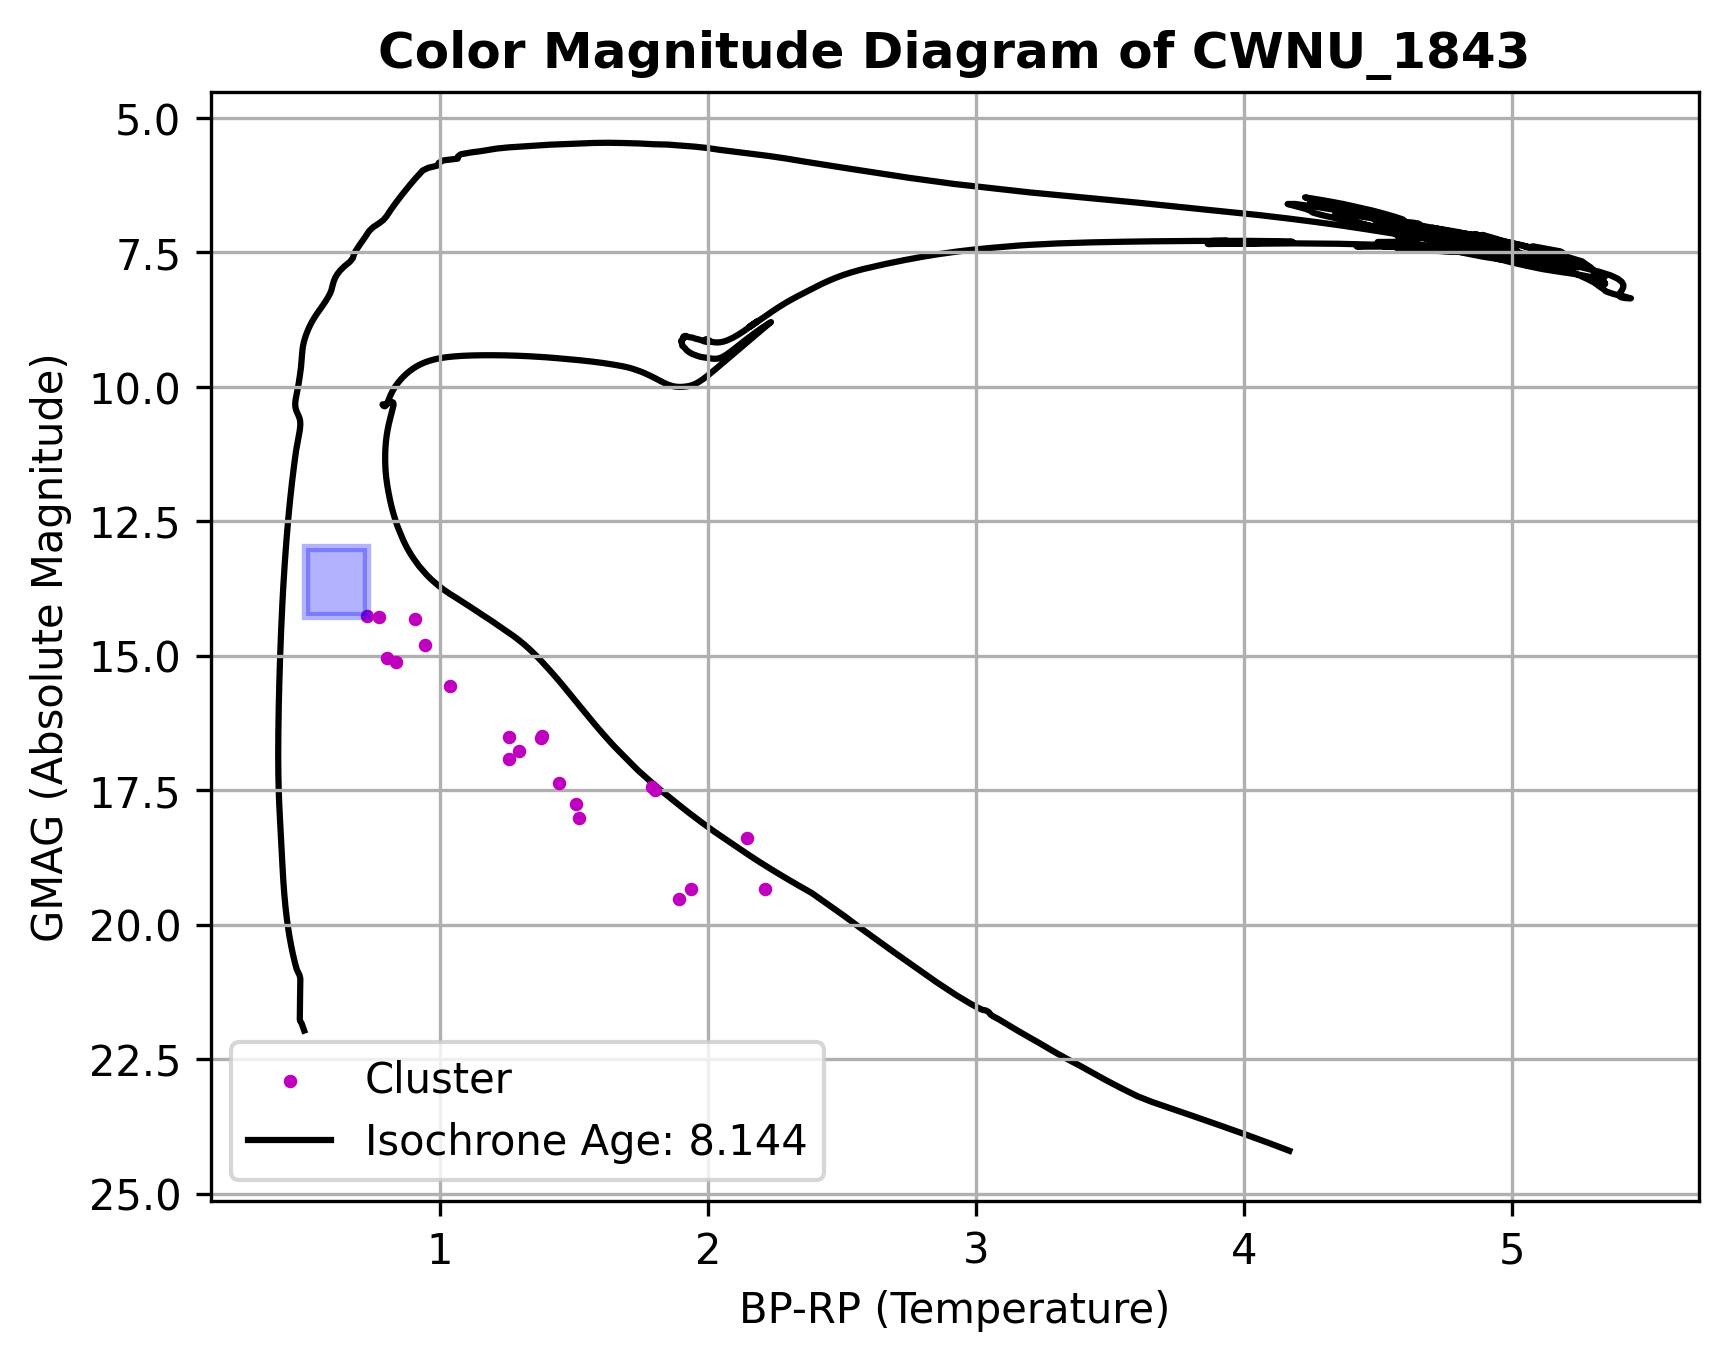 Color Magnitude Diagram of CWNU_1843
GMAG (Absolute Magnitude)
5.0
7.5
10.0
12.5
15.0
17.5
20.0
22.5
25.0
Cluster
Isochrone Age: 8.144
1 2 3 4 5
BP-RP (Temperature)